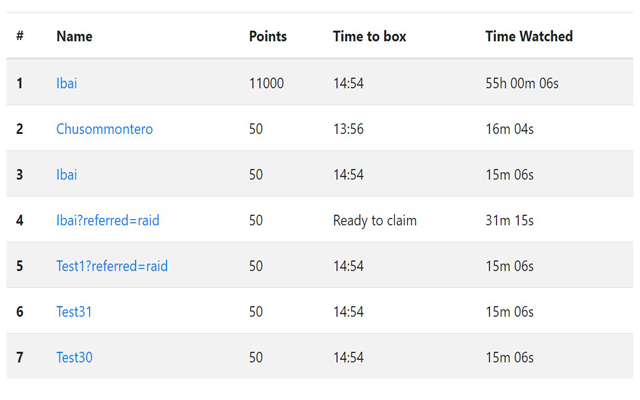 # Name Points Time to box Time Watched
1 Ibai 11000 14:54 55h 00m 06s
2 Chusommontero 50 13:56 16m 04s
3 Ibai 50 14:54 15m 06s
4 Ibai?referred=raid 50 Ready to claim 31m 15s
5 Test1?referred=raid 50 14:54 15m 06s
6 Test31 50 14:54 15m 06s
7 Test30 50 14:54 15m 06s